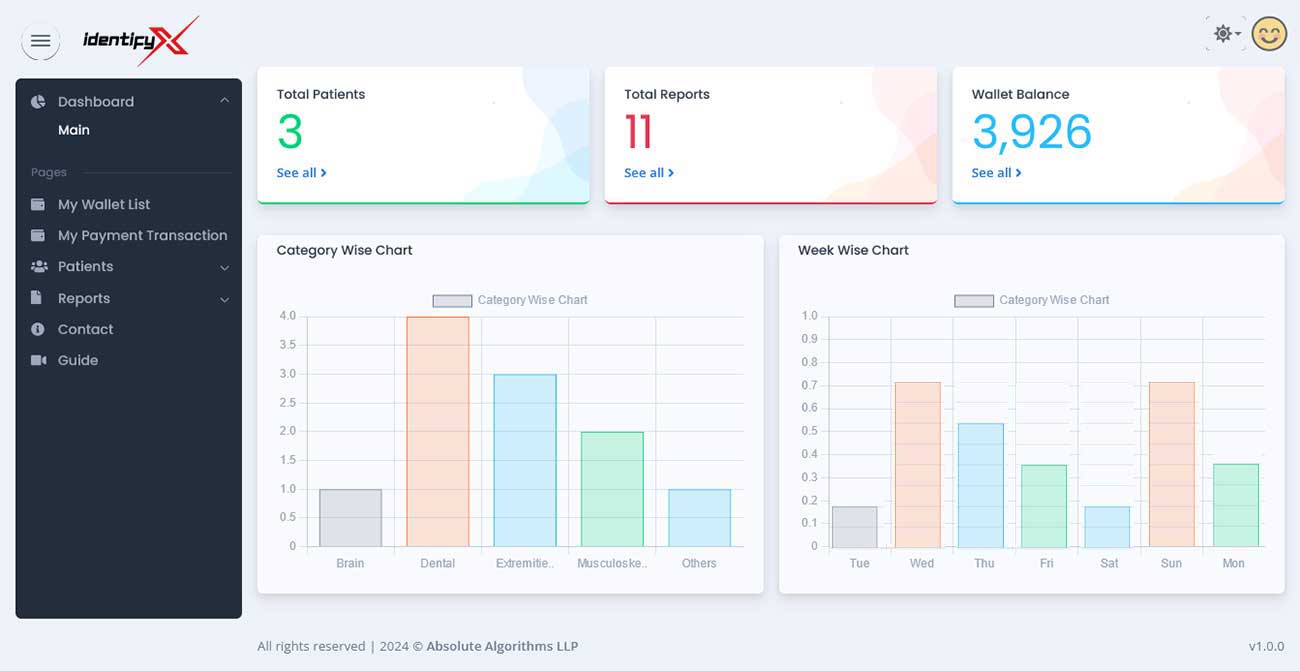 identifyX
Dashboard
Main
Pages
My Wallet List
My Payment Transaction
Patients
Reports
Contact
Guide
Total Patients
3
See all
Total Reports
11
See all
Wallet Balance
3,926
See all
Category Wise Chart
Category Wise Chart
4.0
3.5
3.0
2.5
2.0
1.5
1.0
0.5
0
Brain Dental Extremitie.. Musculoske.. Others
Week Wise Chart
Category Wise Chart
1.0
0.9
0.8
0.7
0.6
0.5
0.4
0.3
0.2
0.1
0
Tue Wed Thu Fri Sat Sun Mon
All rights reserved | 2024 © Absolute Algorithms LLP
v1.0.0